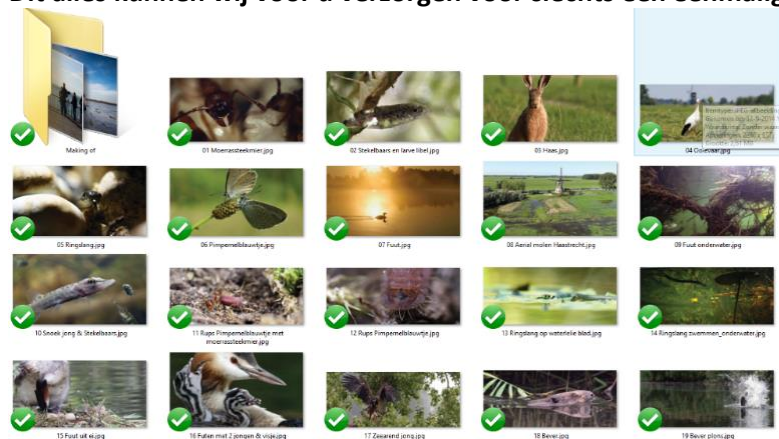 Dit alles kunnen wij voor u verzorgen voor slechts een
Making of
01 Moerassteekmier.jpg
02 Stekelbaars en larve libel.jpg
03 Haas.jpg
04 Ooievaar.jpg
05 Ringslang.jpg
06 Pimpernelblauwtje.jpg
07 Fuut.jpg
08 Aerial molen Haastrecht.jpg
09 Fuut onderwater.jpg
10 Snoek jong & Stekelbaars.jpg
11 Rups Pimpernelblauwtje met
moerassteekmier.jpg
12 Rups Pimpernelblauwtje.jpg
13 Ringslang op waterlelie blad.jpg
14 Ringslang zwemmen_onderwater.jpg
15 Fuut uit ei.jpg
16 Futen met 2 jongen & visje.jpg
17 Zeearend jong.jpg
18 Bever.jpg
19 Bever plons.jpg